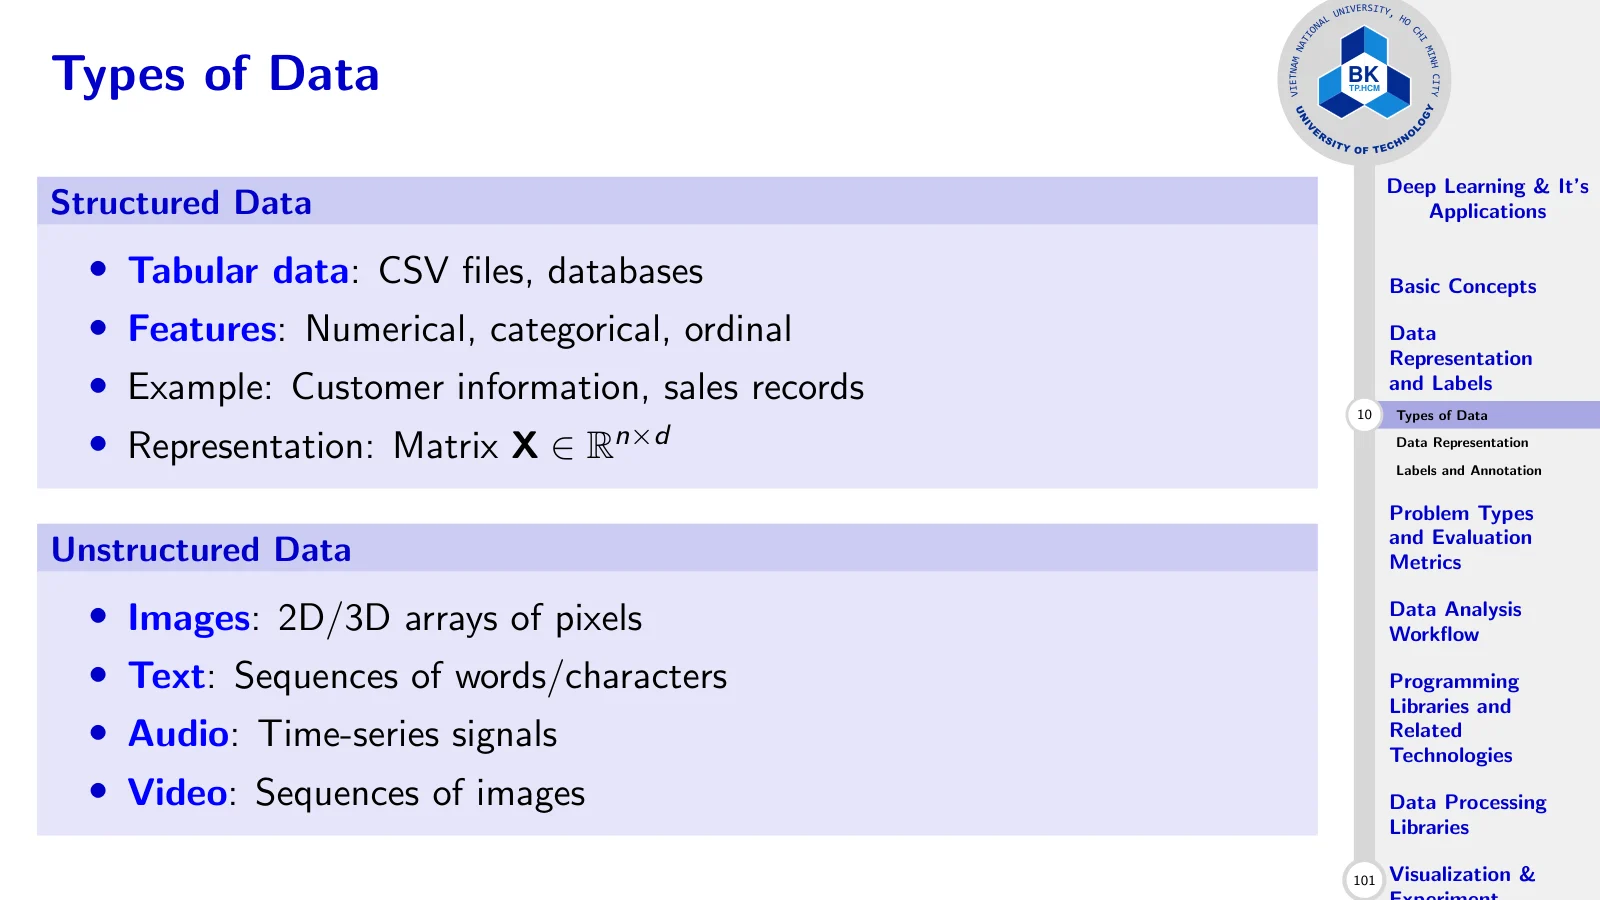 Types of Data
VIETNAM NATIONAL UNIVERSITY, HO CHI MINH CITY
BK
TP.HCM
UNIVERSITY OF TECHNOLOGY
Structured Data
• Tabular data: CSV files, databases
• Features: Numerical, categorical, ordinal
• Example: Customer information, sales records
• Representation: Matrix X ∈ ℝⁿˣᵈ
Unstructured Data
• Images: 2D/3D arrays of pixels
• Text: Sequences of words/characters
• Audio: Time-series signals
• Video: Sequences of images
Deep Learning & It's
Applications
Basic Concepts
Data
Representation
and Labels
10 Types of Data
Data Representation
Labels and Annotation
Problem Types
and Evaluation
Metrics
Data Analysis
Workflow
Programming
Libraries and
Related
Technologies
Data Processing
Libraries
101 Visualization &
Experiment